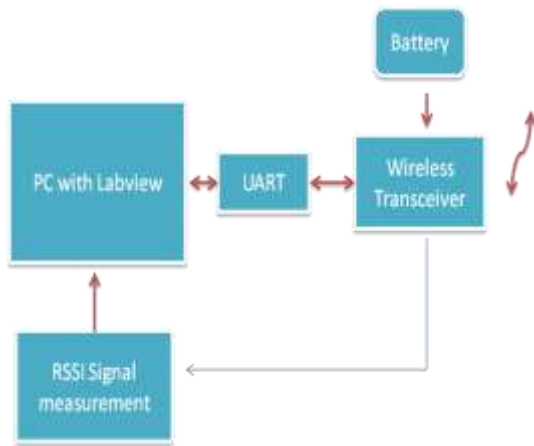 Battery
PC with Labview
UART
Wireless
Transceiver
RSSI Signal
measurement